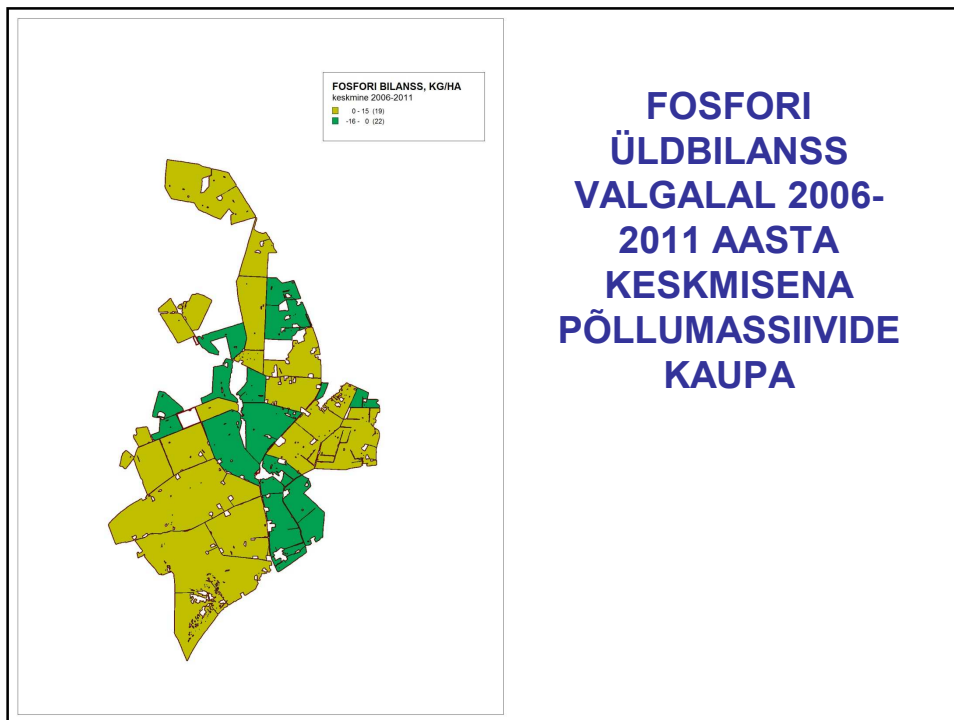 FOSFORI BILANSS, KG/HA
keskmine 2006-2011
0 - 15 (19)
-16 - 0 (22)
FOSFORI
ÜLDBILANSS
VALGALAL 2006-
2011 AASTA
KESKMISENA
PÕLLUMASSIIVIDE
KAUPA